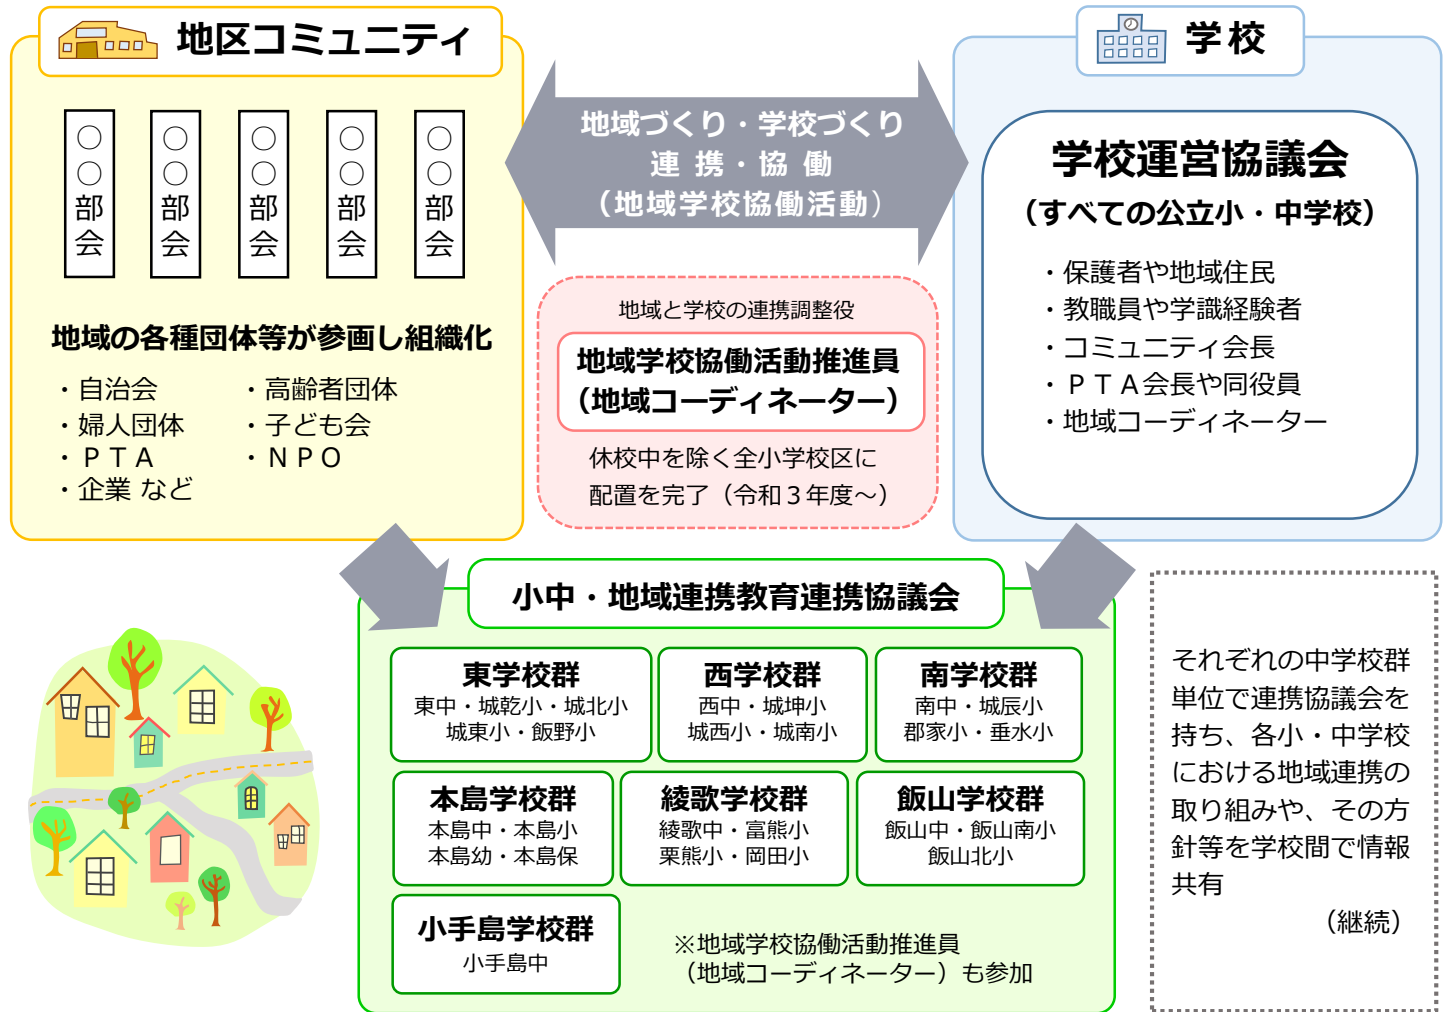 地区コミュニティ
○○部会
○○部会
○○部会
○○部会
○○部会
地域の各種団体等が参画し組織化
・自治会
・高齢者団体
・婦人団体
・子ども会
・ＰＴＡ
・ＮＰＯ
・企業 など
地域づくり・学校づくり
連携・協働
（地域学校協働活動）
地域と学校の連携調整役
地域学校協働活動推進員
（地域コーディネーター）
休校中を除く全小学校区に
配置を完了（令和３年度～）
学校
学校運営協議会
（すべての公立小・中学校）
・保護者や地域住民
・教職員や学識経験者
・コミュニティ会長
・ＰＴＡ会長や同役員
・地域コーディネーター
小中・地域連携教育連携協議会
東学校群
東中・城乾小・城北小
城東小・飯野小
西学校群
西中・城坤小
城西小・城南小
南学校群
南中・城辰小
郡家小・垂水小
本島学校群
本島中・本島小
本島幼・本島保
綾歌学校群
綾歌中・富熊小
栗熊小・岡田小
飯山学校群
飯山中・飯山南小
飯山北小
小手島学校群
小手島中
※地域学校協働活動推進員
（地域コーディネーター）も参加
それぞれの中学校群
単位で連携協議会を
持ち、各小・中学校
における地域連携の
取り組みや、その方
針等を学校間で情報
共有
（継続）